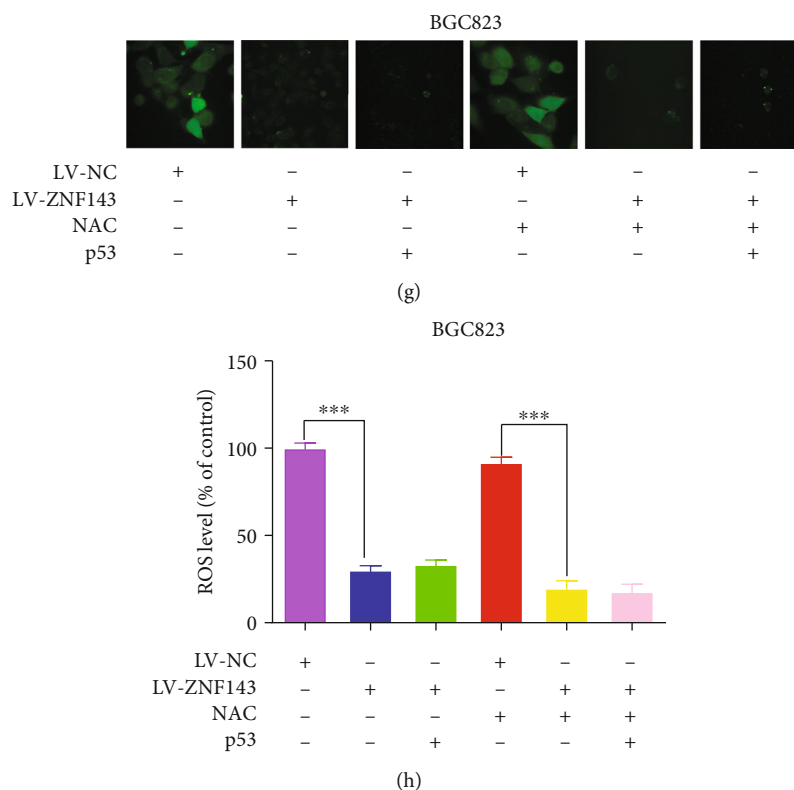 BGC823
LV-NC + – – + – –
LV-ZNF143 – + + – + +
NAC – – – + + +
p53 – – + – – +
(g)
BGC823
150
100
50
0
ROS level (% of control)
***
***
LV-NC + – – + – –
LV-ZNF143 – + + – + +
NAC – – – + + +
p53 – – + – – +
(h)